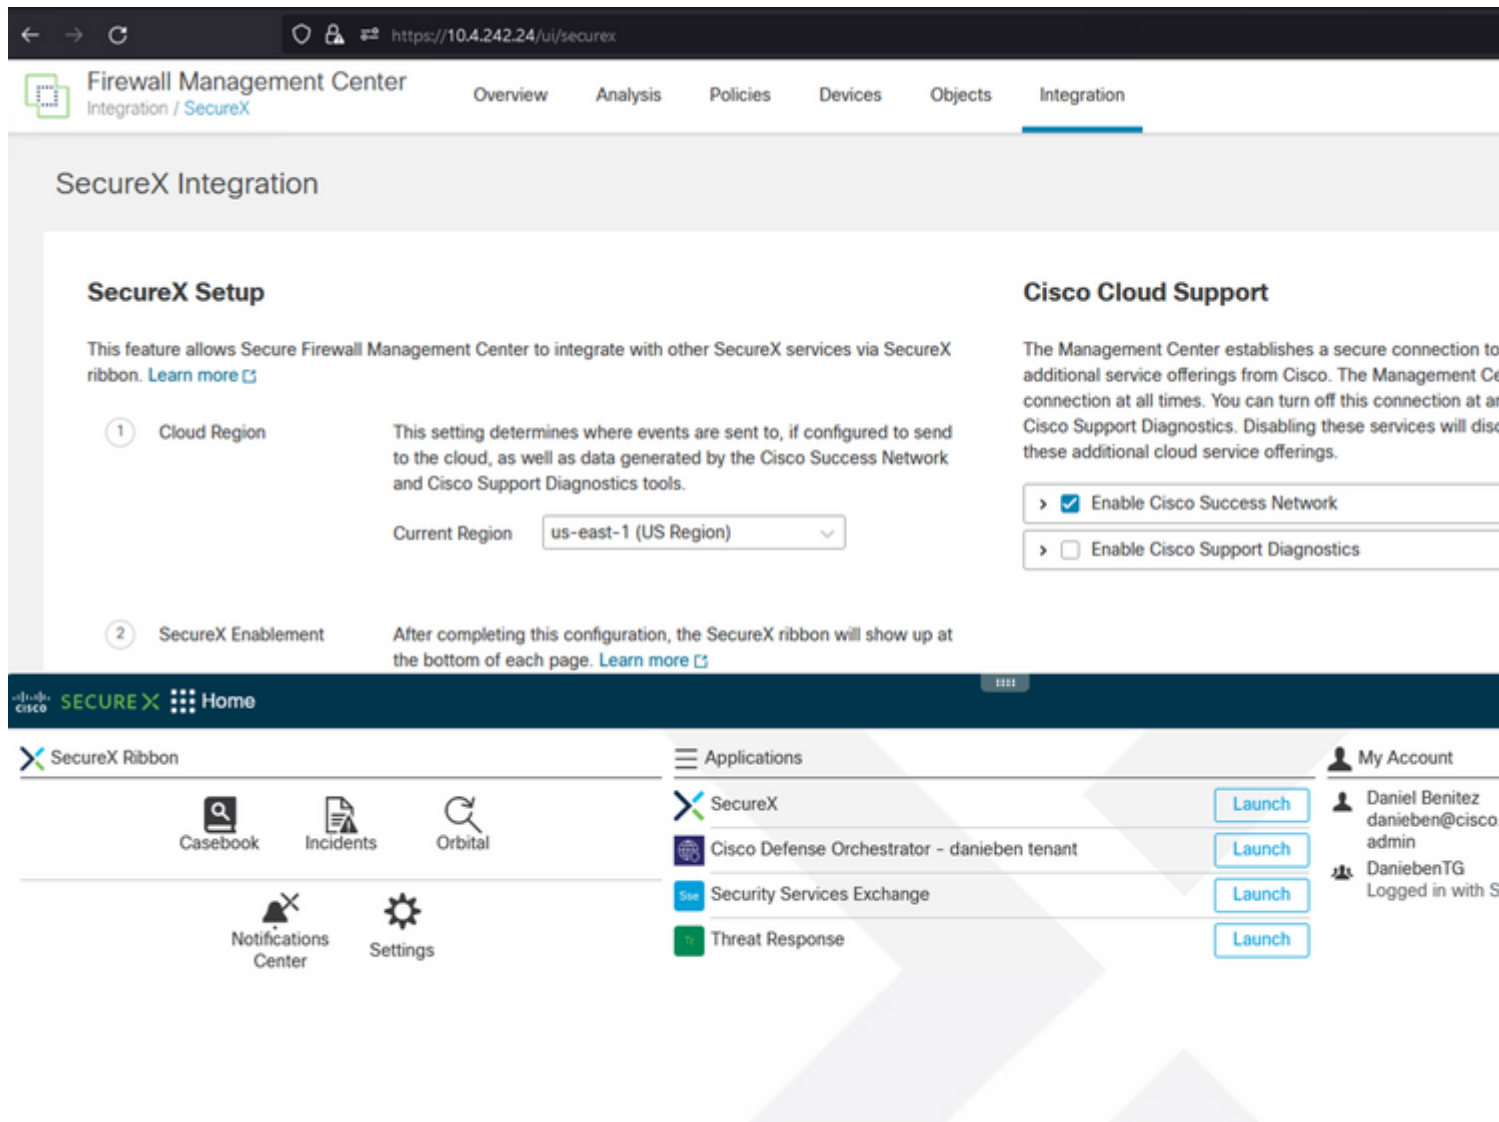 https://10.4.242.24/ui/securex
Firewall Management Center
Integration / SecureX
Overview Analysis Policies Devices Objects Integration
SecureX Integration
SecureX Setup
This feature allows Secure Firewall Management Center to integrate with other SecureX services via SecureX
ribbon. Learn more
1 Cloud Region
This setting determines where events are sent to, if configured to send
to the cloud, as well as data generated by the Cisco Success Network
and Cisco Support Diagnostics tools.
Current Region us-east-1 (US Region)
2 SecureX Enablement
After completing this configuration, the SecureX ribbon will show up at
the bottom of each page. Learn more
Cisco Cloud Support
The Management Center establishes a secure connection to
additional service offerings from Cisco. The Management Ce
connection at all times. You can turn off this connection at
Cisco Support Diagnostics. Disabling these services will disc
these additional cloud service offerings.
Enable Cisco Success Network
Enable Cisco Support Diagnostics
cisco SECUREX Home
SecureX Ribbon
Casebook Incidents Orbital
Notifications
Center
Settings
Applications
SecureX Launch
Cisco Defense Orchestrator - danieben tenant Launch
Sse Security Services Exchange Launch
Tr Threat Response Launch
My Account
Daniel Benitez
danieben@cisco.
admin
DaniebenTG
Logged in with S